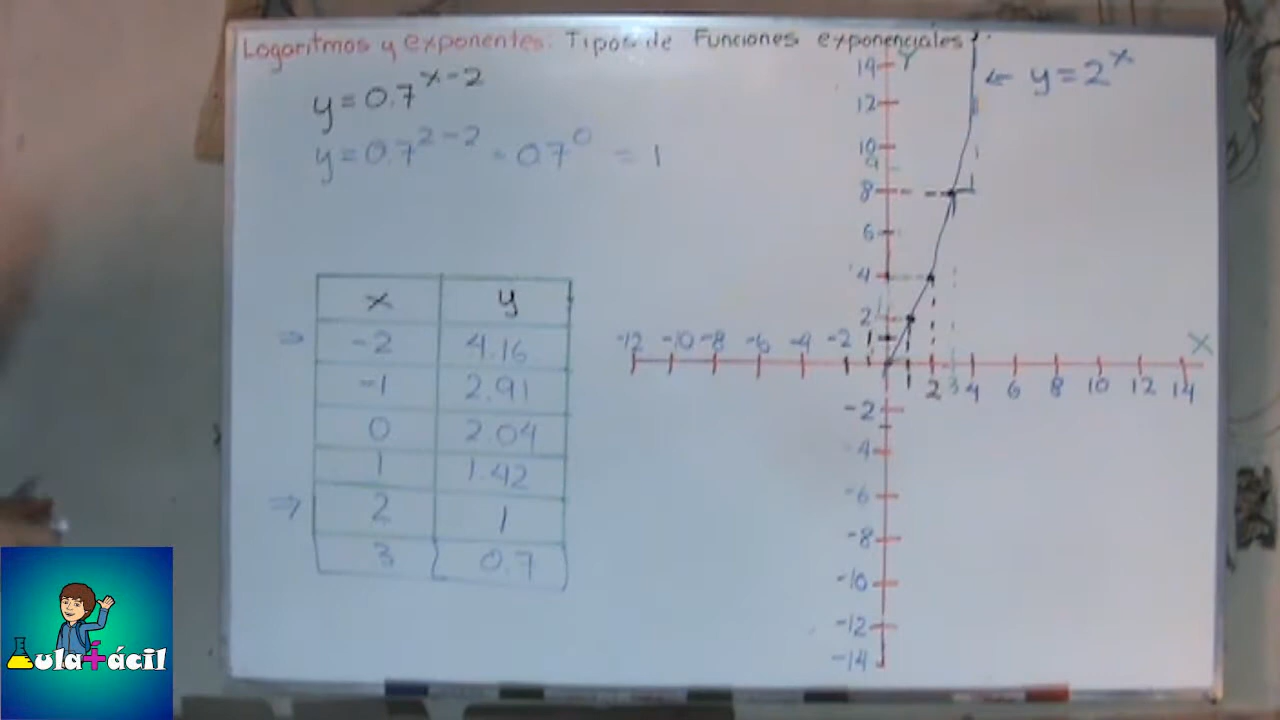 Logaritmos y exponentes. Tipos de Funciones exponenciales
y=0.7^x-2
y=0.7^2-2 = 07^0 = 1
x y
-2 4.16
-1 2.91
0 2.04
1 1.42
2 1
3 0.7
Y
← y=2^x
14
12
10
9
8
6
4
2
1
-12 -10 -8 -6 -4 -2 1 2 3 4 6 8 10 12 14
X
-2
-4
-6
-8
-10
-12
-14
Aula+ácil